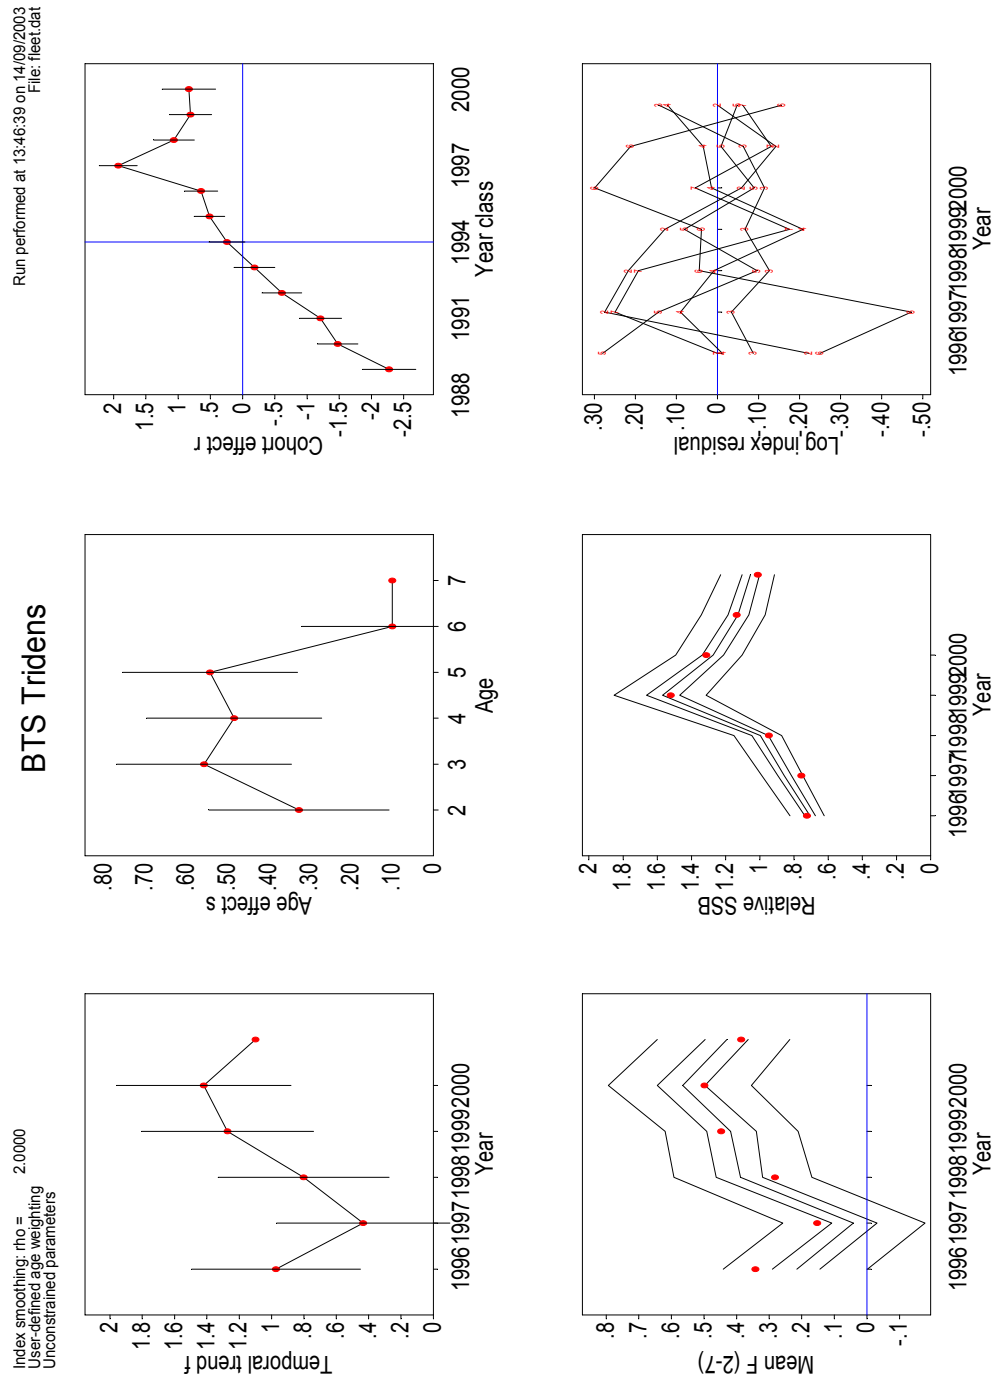 Index smoothing: rho =    2.0000
User-defined age weighting
Unconstrained parameters
BTS Tridens
Run performed at 13:46:39 on 14/09/2003
File: fleet.dat
Temporal trend f
2
1.8
1.6
1.4
1.2
1
.8
.6
.4
.2
0
1996 1997 1998 1999 2000
Year
Age effect s
.80
.70
.60
.50
.40
.30
.20
.10
0
2 3 4 5 6 7
Age
Cohort effect r
2
1.5
1
.5
0
-.5
-1
-1.5
-2
-2.5
1988 1991 1994 1997 2000
Year class
Mean F (2-7)
.8
.7
.6
.5
.4
.3
.2
.1
0
-.1
1996 1997 1998 1999 2000
Year
Relative SSB
2
1.8
1.6
1.4
1.2
1
.8
.6
.4
.2
0
1996 1997 1998 1999 2000
Year
Log index residual
.30
.20
.10
0
-.10
-.20
-.30
-.40
-.50
1996 1997 1998 1999 2000
Year